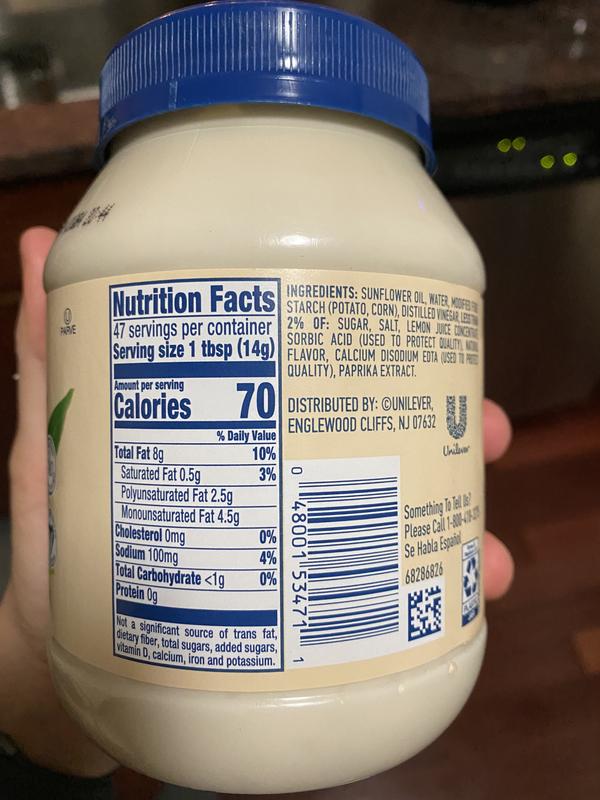 U
PARVE
Nutrition Facts
47 servings per container
Serving size 1 tbsp (14g)
Amount per serving
Calories 70
% Daily Value
Total Fat 8g 10%
Saturated Fat 0.5g 3%
Polyunsaturated Fat 2.5g
Monounsaturated Fat 4.5g
Cholesterol 0mg 0%
Sodium 100mg 4%
Total Carbohydrate <1g 0%
Protein 0g
Not a significant source of trans fat,
dietary fiber, total sugars, added sugars,
vitamin D, calcium, iron and potassium.
INGREDIENTS: SUNFLOWER OIL, WATER, MODIFIED
STARCH (POTATO, CORN), DISTILLED VINEGAR,
2% OF: SUGAR, SALT, LEMON JUICE CONCENTRATE,
SORBIC ACID (USED TO PROTECT QUALITY), NATURAL
FLAVOR, CALCIUM DISODIUM EDTA (USED TO PROTECT
QUALITY), PAPRIKA EXTRACT.
DISTRIBUTED BY: ©UNILEVER,
ENGLEWOOD CLIFFS, NJ 07632
Unilever
0 48001 53471 1
Something To Tell Us?
Please Call
Se Habla Español
68286826